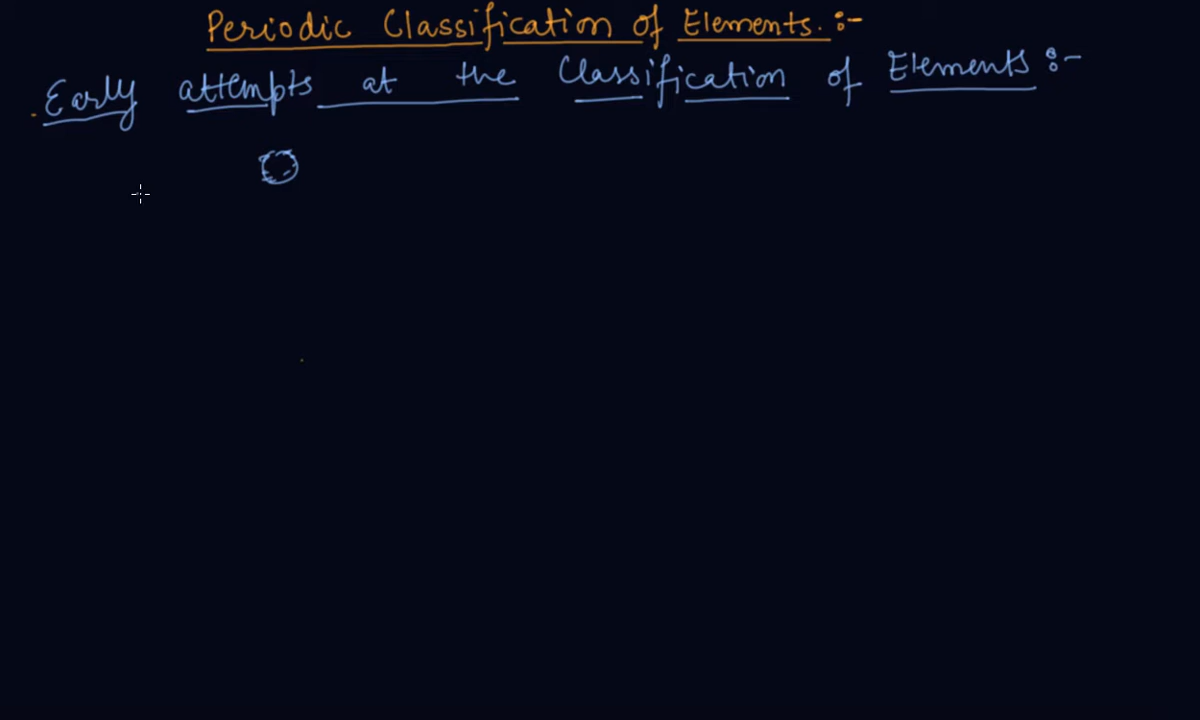 Periodic Classification of Elements. :-
Early attempts at the Classification of Elements :-